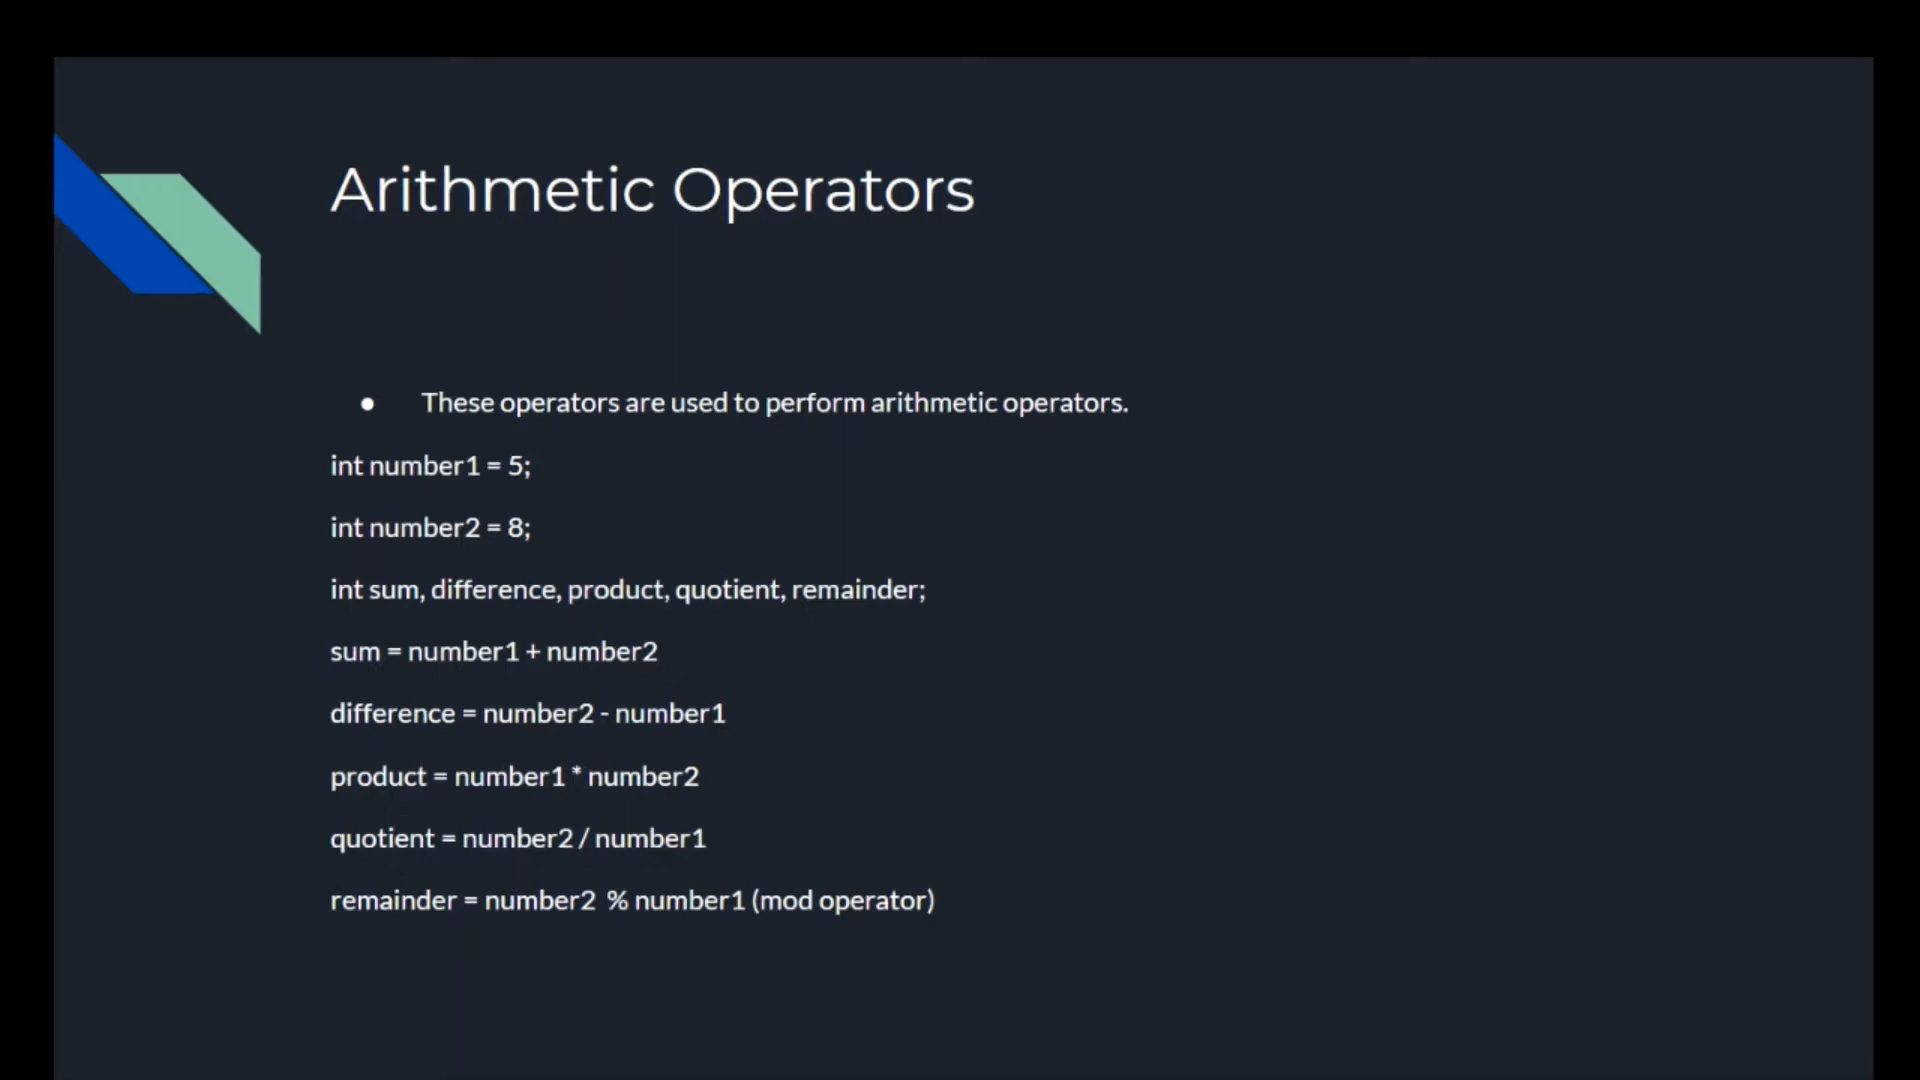 Arithmetic Operators
● These operators are used to perform arithmetic operators.
int number1 = 5;
int number2 = 8;
int sum, difference, product, quotient, remainder;
sum = number1 + number2
difference = number2 - number1
product = number1 * number2
quotient = number2 / number1
remainder = number2 % number1 (mod operator)